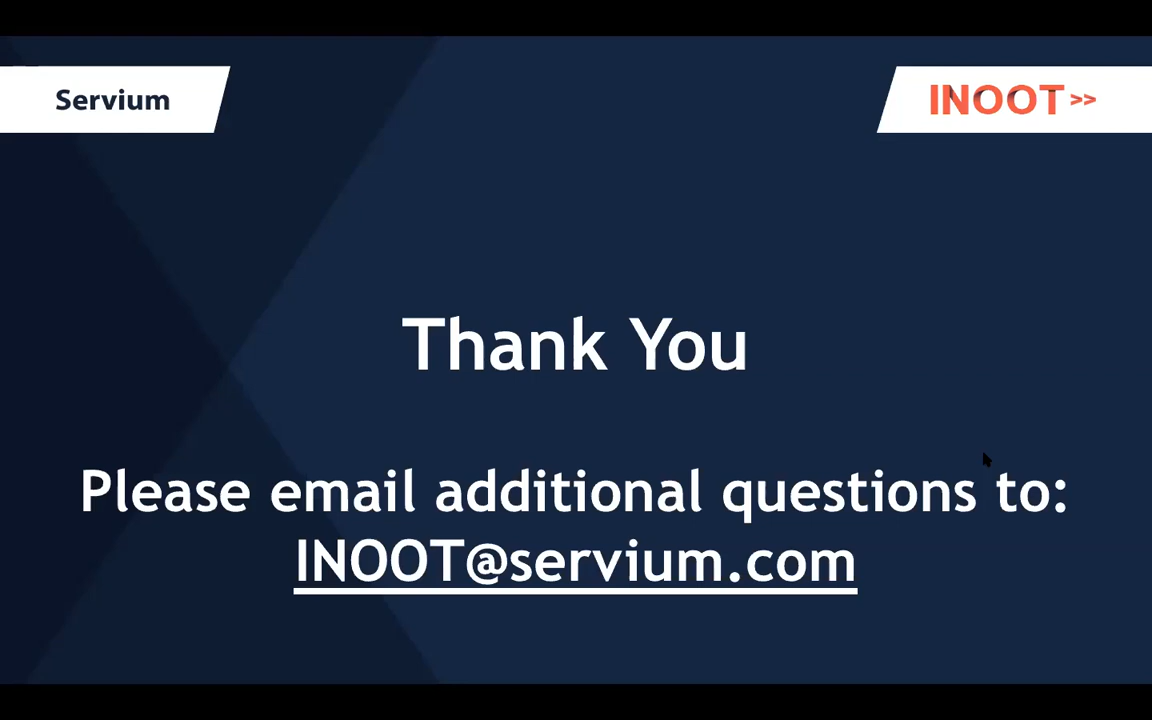 Servium
INOOT >>
Thank You
Please email additional questions to:
INOOT@servium.com